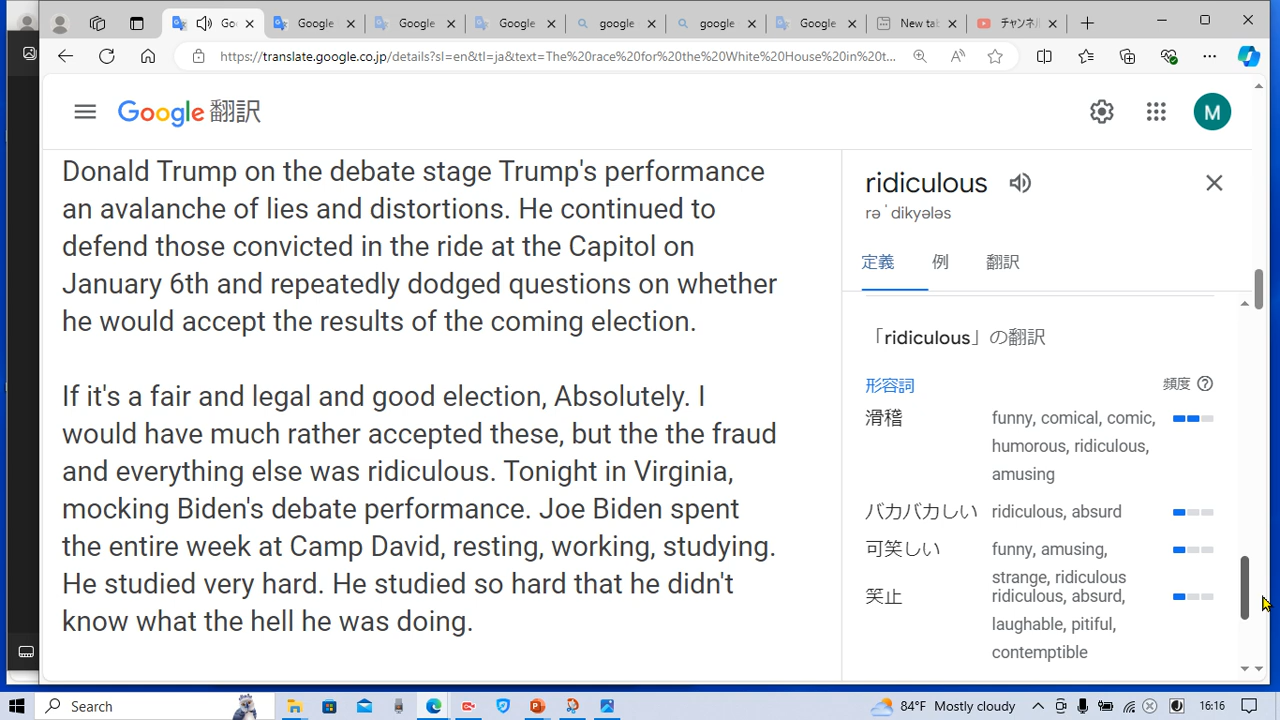 Go
Google
Google
Google
google
google
Google
New tab
チャンネル
https://translate.google.co.jp/details?sl=en&tl=ja&text=The%20race%20for%20the%20White%20House%20in%20t...
Google 翻訳
M
Donald Trump on the debate stage Trump's performance
an avalanche of lies and distortions. He continued to
defend those convicted in the ride at the Capitol on
January 6th and repeatedly dodged questions on whether
he would accept the results of the coming election.
If it's a fair and legal and good election, Absolutely. I
would have much rather accepted these, but the the fraud
and everything else was ridiculous. Tonight in Virginia,
mocking Biden's debate performance. Joe Biden spent
the entire week at Camp David, resting, working, studying.
He studied very hard. He studied so hard that he didn't
know what the hell he was doing.
ridiculous
rəˈdikyələs
定義 例 翻訳
「ridiculous」の翻訳
形容詞 頻度
滑稽 funny, comical, comic,
humorous, ridiculous,
amusing
バカバカしい ridiculous, absurd
可笑しい funny, amusing,
strange, ridiculous
笑止 ridiculous, absurd,
laughable, pitiful,
contemptible
Search
84°F Mostly cloudy
16:16